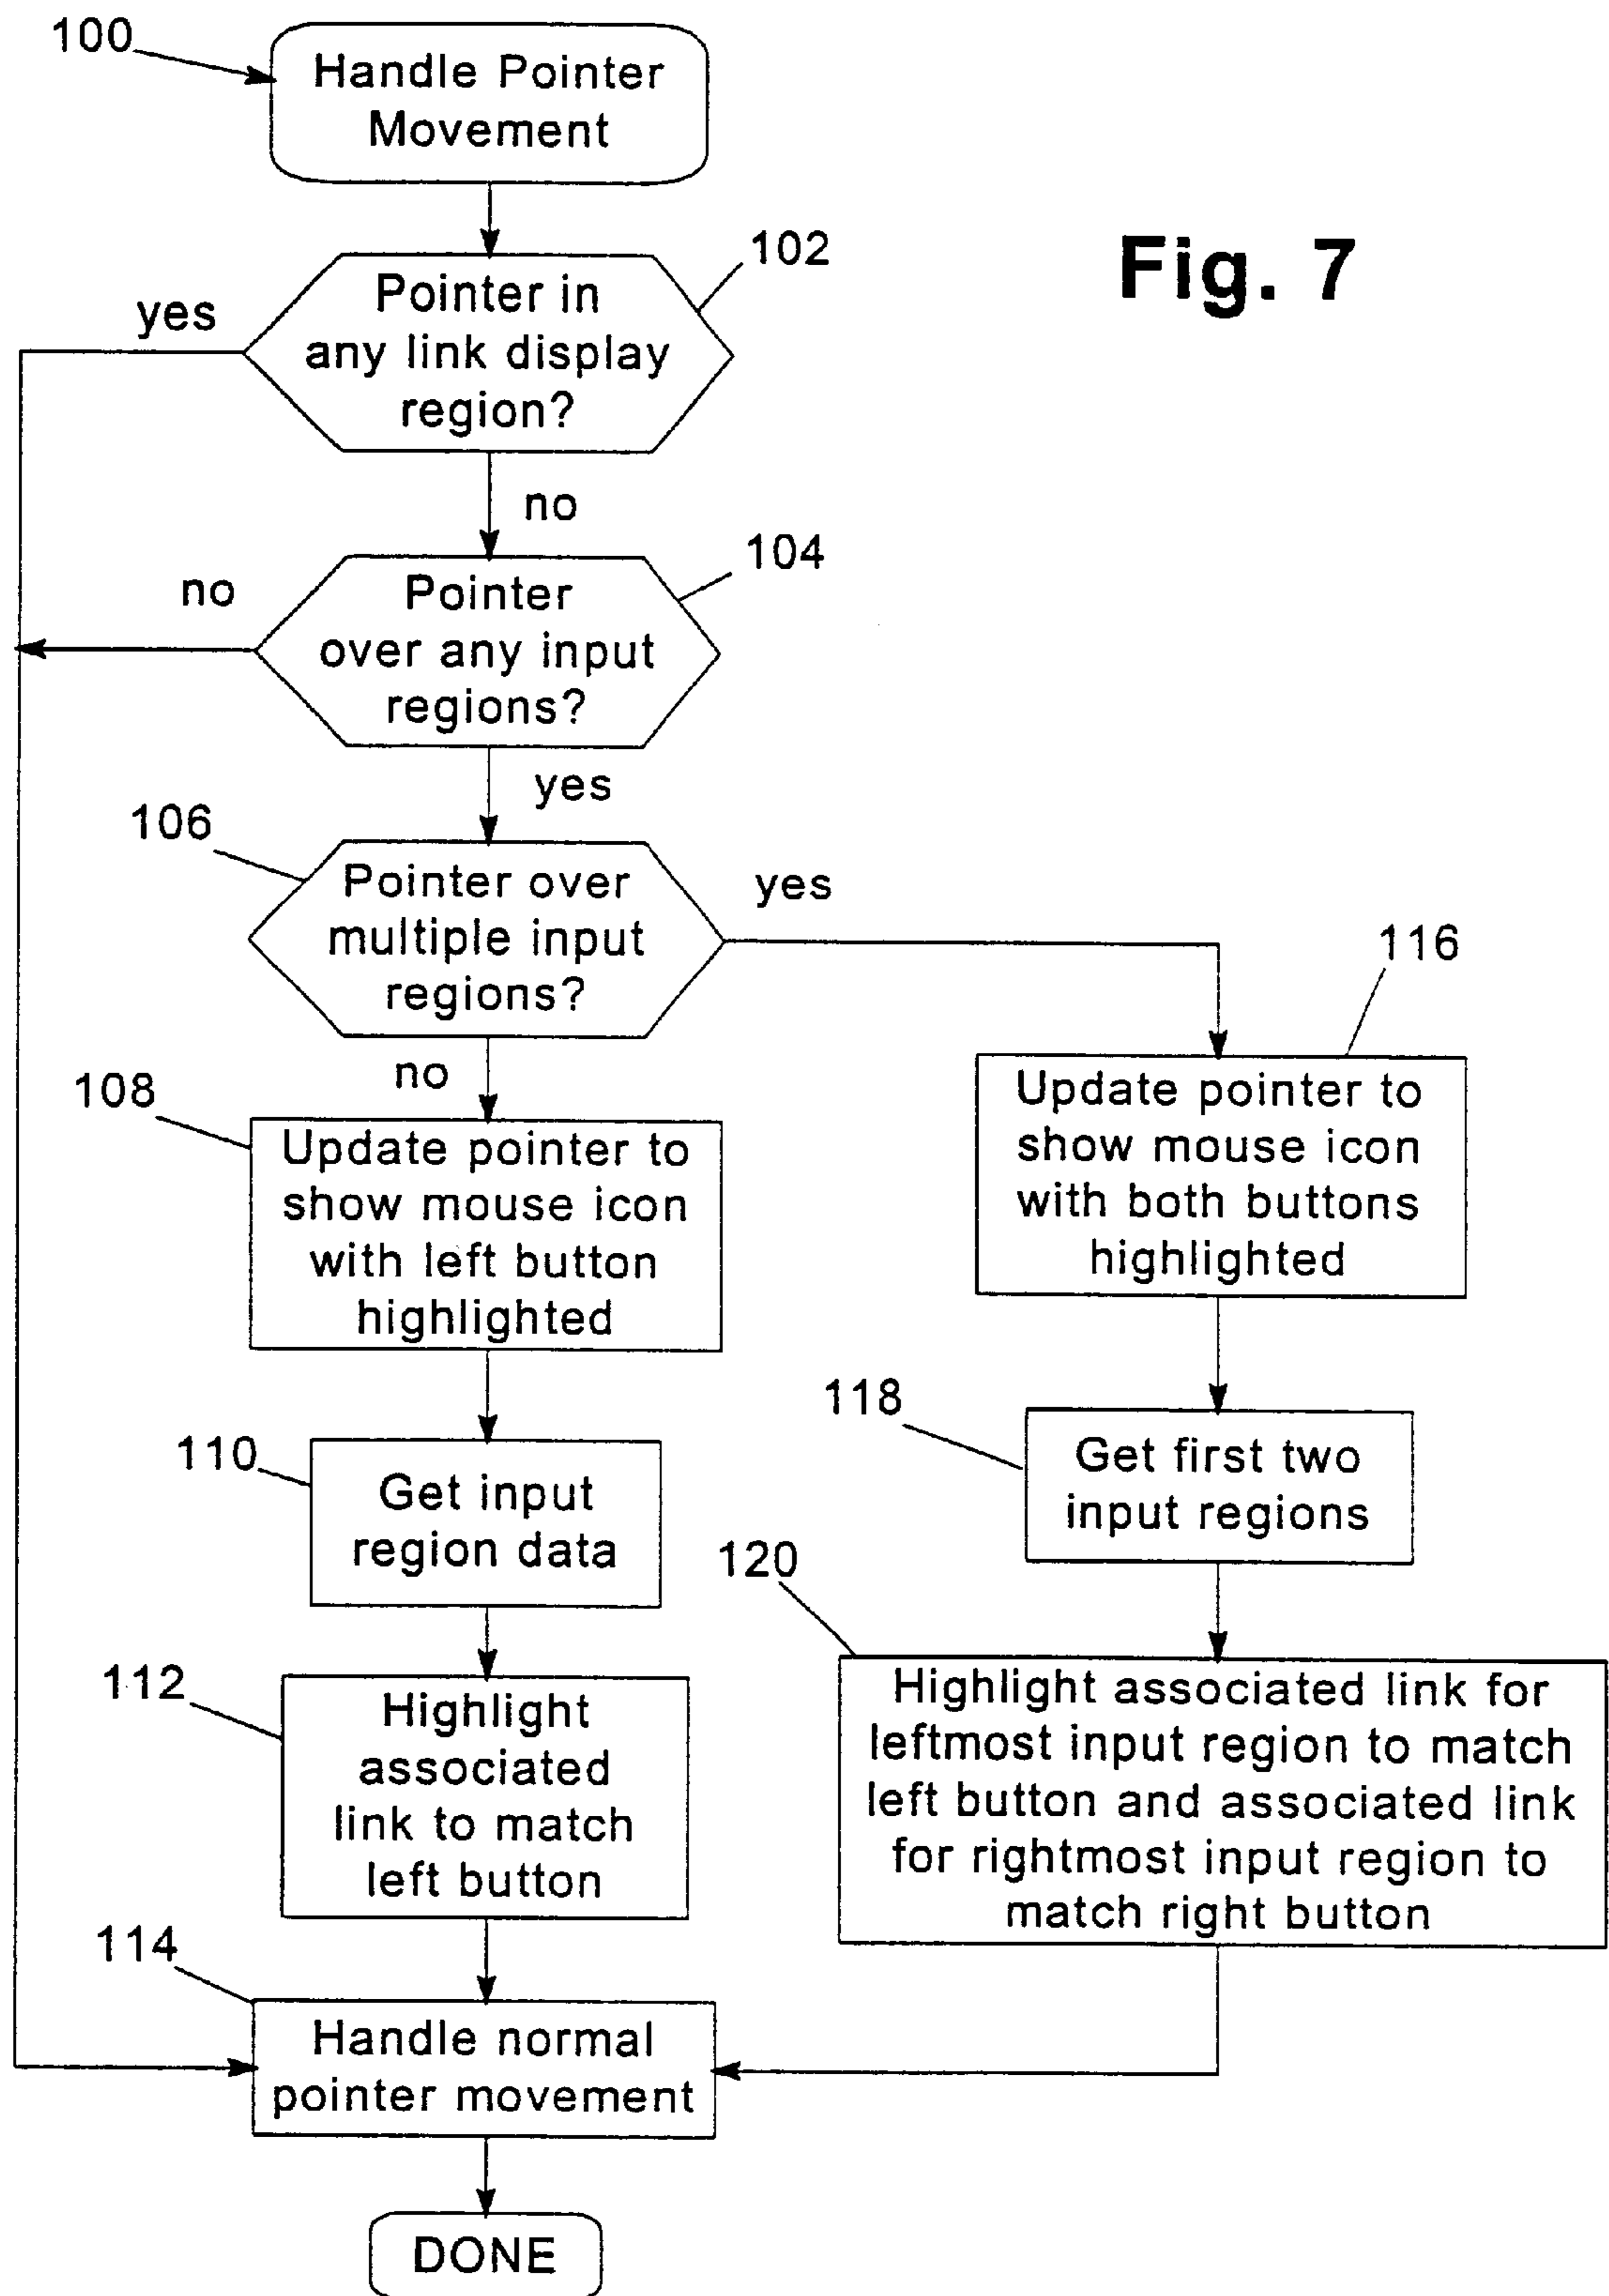 100
Handle Pointer
Movement
Fig. 7
102
Pointer in
any link display
region?
yes
no
104
Pointer
over any input
regions?
no
yes
106
Pointer over
multiple input
regions?
yes
no
108
Update pointer to
show mouse icon
with left button
highlighted
116
Update pointer to
show mouse icon
with both buttons
highlighted
110
Get input
region data
118
Get first two
input regions
112
Highlight
associated
link to match
left button
120
Highlight associated link for
leftmost input region to match
left button and associated link
for rightmost input region to
match right button
114
Handle normal
pointer movement
DONE